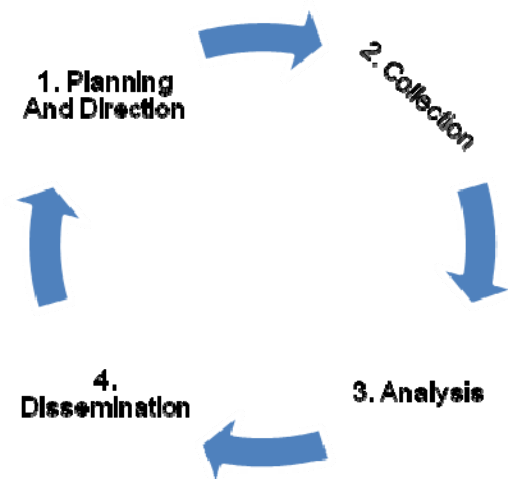 1. Planning
And Direction
2. Collection
3. Analysis
4.
Dissemination